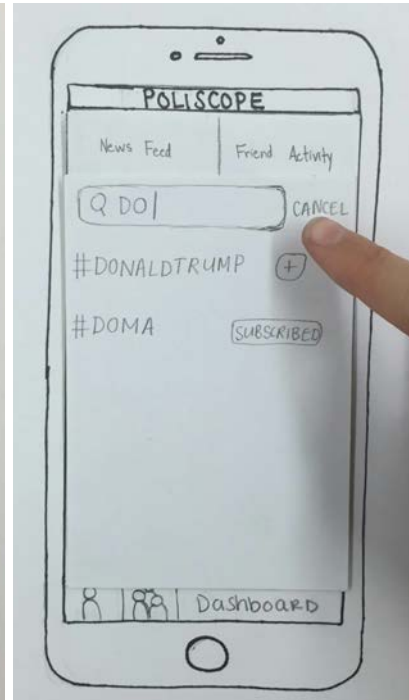 POLISCOPE
News Feed Friend Activity
DO CANCEL
#DONALDTRUMP +
#DOMA SUBSCRIBED
Dashboard